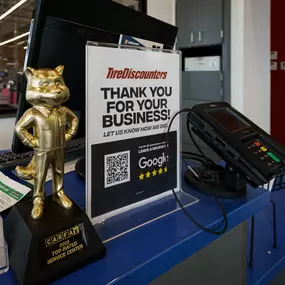 TireDiscounters
THANK YOU
FOR YOUR
BUSINESS!
LET US KNOW HOW WE DID.
TireDiscounters
LEAVE A REVIEW
Google
CARFAX
TOP-RATED
SERVICE CENTER